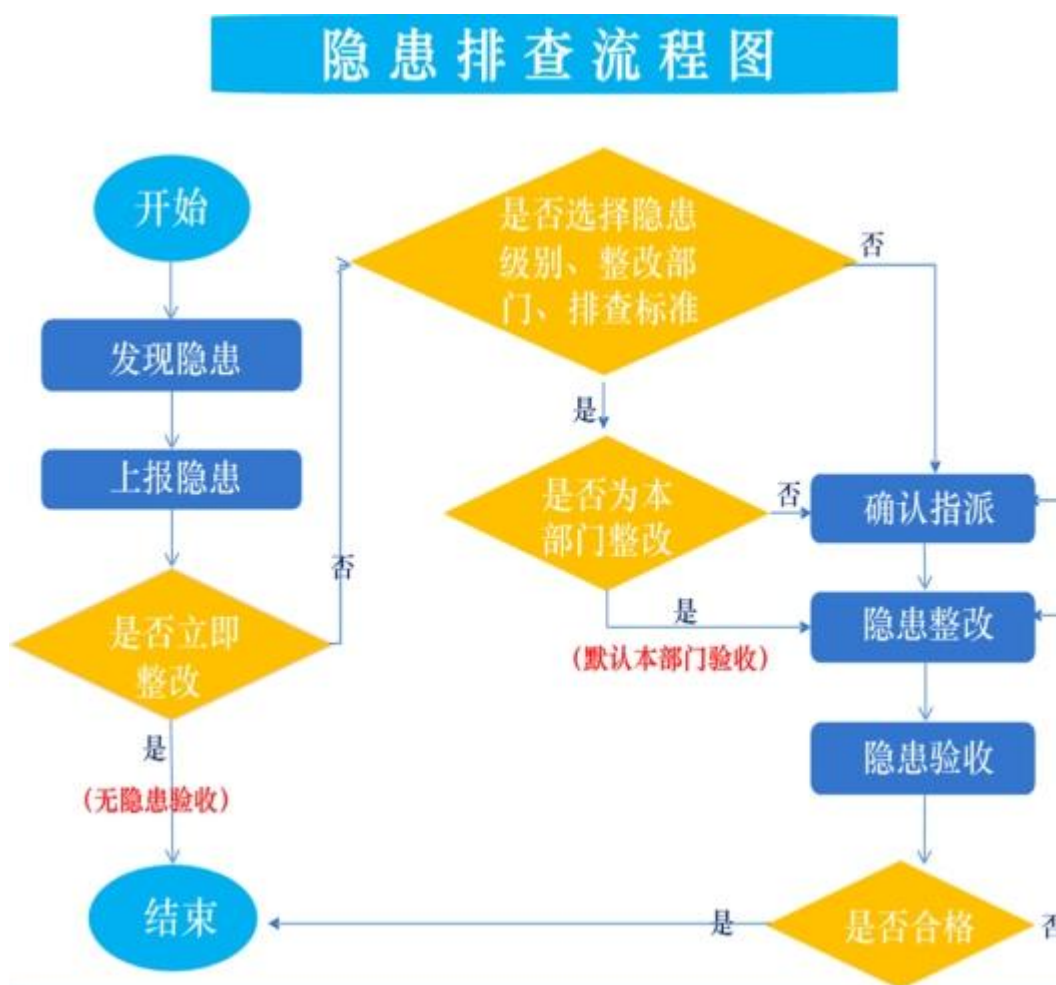 隐患排查流程图
开始
发现隐患
上报隐患
是否立即
整改
是
（无隐患验收）
结束
否
是否选择隐患
级别、整改部
门、排查标准
否
是
是否为本
部门整改
否
是
（默认本部门验收）
确认指派
隐患整改
隐患验收
是否合格
是
否